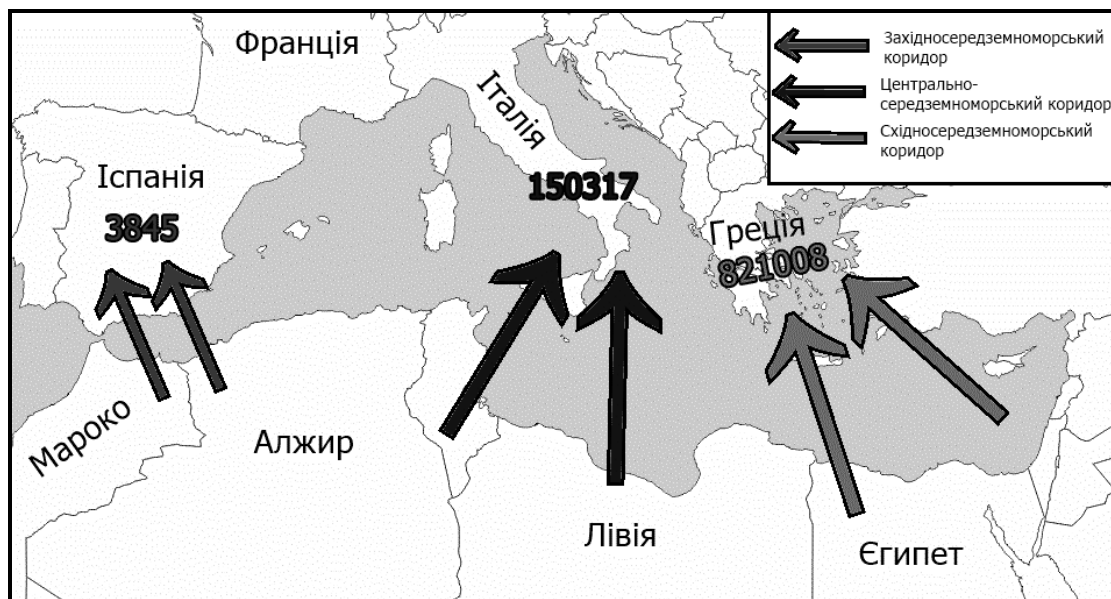 Франція
Італія
Іспанія
3845
150317
Греція
821008
Мароко
Алжир
Лівія
Єгипет
Західносередземноморський
коридор
Центрально-
середземноморський коридор
Східносередземноморський
коридор